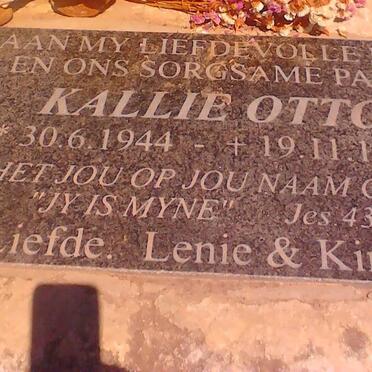 AAN MY LIEFDEVOLLE
EN ONS SORGSAME PA
KALLIE OTTO
* 30.6.1944 - + 19.11.1
HET JOU OP JOU NAAM G
"JY IS MYNE" Jes 43
Liefde. Lenie & Kin